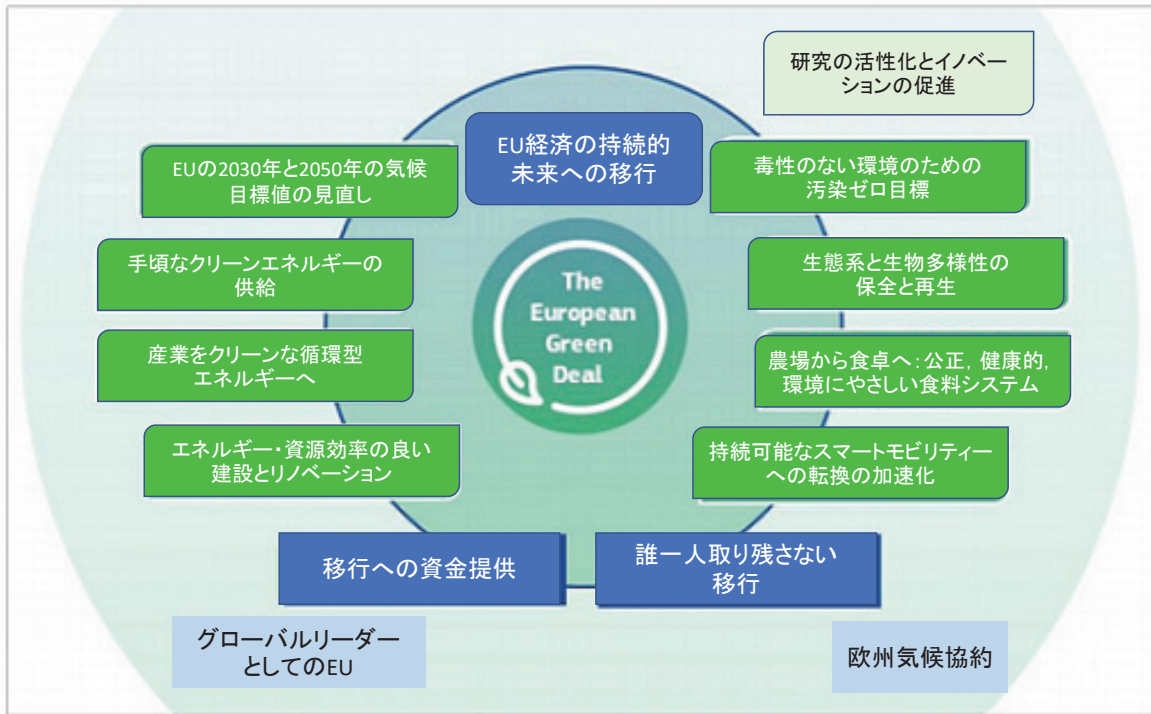 研究の活性化とイノベー
ションの促進
EU経済の持続的
未来への移行
EUの2030年と2050年の気候
目標値の見直し
毒性のない環境のための
汚染ゼロ目標
手頃なクリーンエネルギーの
供給
生態系と生物多様性の
保全と再生
The
European
Green
Deal
産業をクリーンな循環型
エネルギーへ
農場から食卓へ:公正, 健康的,
環境にやさしい食料システム
エネルギー・資源効率の良い
建設とリノベーション
持続可能なスマートモビリティー
への転換の加速化
移行への資金提供
誰一人取り残さない
移行
グローバルリーダー
としてのEU
欧州気候協約